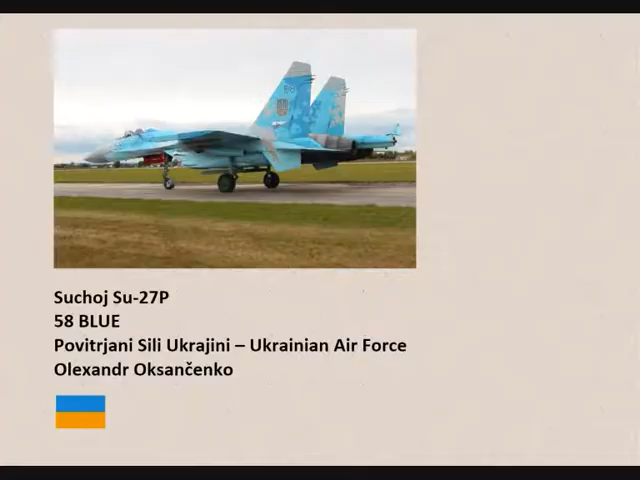 Suchoj Su-27P
58 BLUE
Povitrjani Sili Ukrajini – Ukrainian Air Force
Olexandr Oksančenko